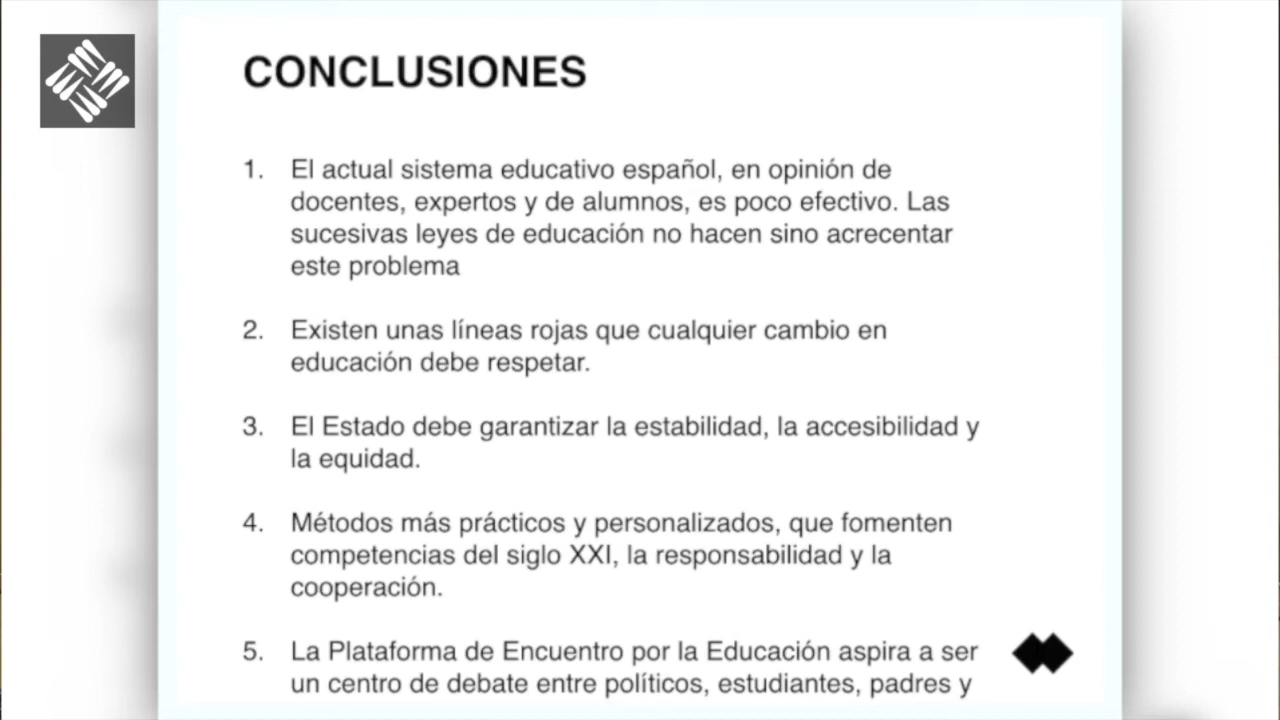 CONCLUSIONES
1. El actual sistema educativo español, en opinión de
docentes, expertos y de alumnos, es poco efectivo. Las
sucesivas leyes de educación no hacen sino acrecentar
este problema
2. Existen unas líneas rojas que cualquier cambio en
educación debe respetar.
3. El Estado debe garantizar la estabilidad, la accesibilidad y
la equidad.
4. Métodos más prácticos y personalizados, que fomenten
competencias del siglo XXI, la responsabilidad y la
cooperación.
5. La Plataforma de Encuentro por la Educación aspira a ser
un centro de debate entre políticos, estudiantes, padres y